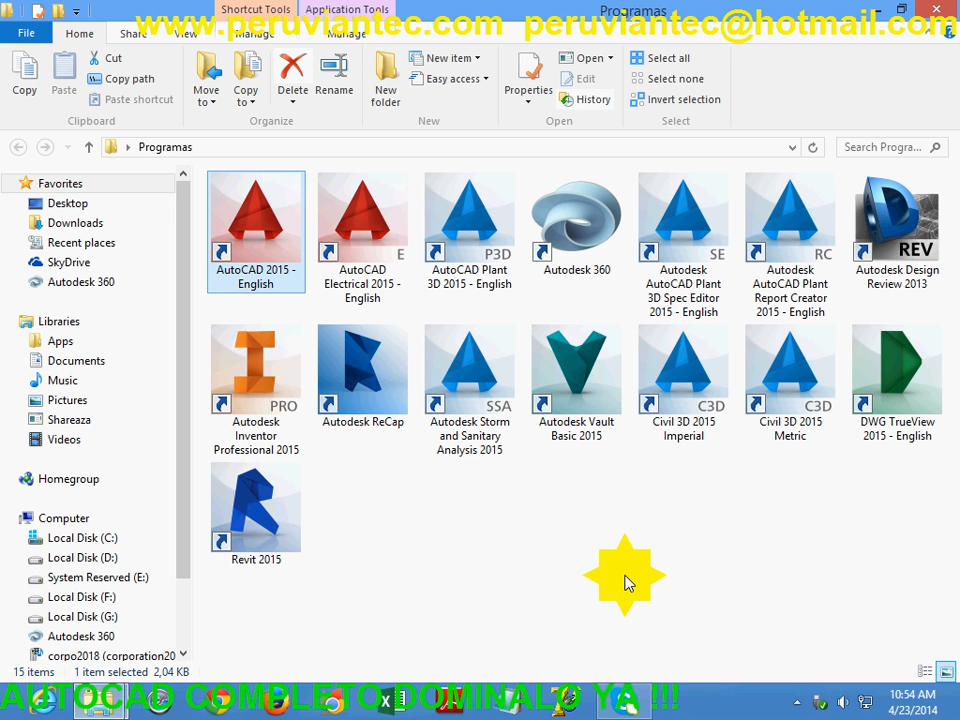 Shortcut Tools
Application Tools
Programas
www.peruviantec.com peruviantec@hotmail.com
File
Home
Share
View
Manage
Manage
Copy
Paste
Cut
Copy path
Paste shortcut
Clipboard
Move to
Copy to
Delete
Rename
Organize
New folder
New item
Easy access
New
Properties
Open
Edit
History
Open
Select all
Select none
Invert selection
Select
Programas
Search Progra...
Favorites
Desktop
Downloads
Recent places
SkyDrive
Autodesk 360
Libraries
Apps
Documents
Music
Pictures
Shareaza
Videos
Homegroup
Computer
Local Disk (C:)
Local Disk (D:)
System Reserved (E:)
Local Disk (F:)
Local Disk (G:)
Autodesk 360
corpo2018 (corporation20
AutoCAD 2015 -
English
E
AutoCAD
Electrical 2015 -
English
P3D
AutoCAD Plant
3D 2015 - English
Autodesk 360
SE
Autodesk
AutoCAD Plant
3D Spec Editor
2015 - English
RC
Autodesk
AutoCAD Plant
Report Creator
2015 - English
REV
Autodesk Design
Review 2013
PRO
Autodesk
Inventor
Professional 2015
Autodesk ReCap
SSA
Autodesk Storm
and Sanitary
Analysis 2015
Autodesk Vault
Basic 2015
C3D
Civil 3D 2015
Imperial
C3D
Civil 3D 2015
Metric
DWG TrueView
2015 - English
Revit 2015
15 items
1 item selected 2,04 KB
AUTOCAD COMPLETO DOMINALO YA !!!
10:54 AM
4/23/2014